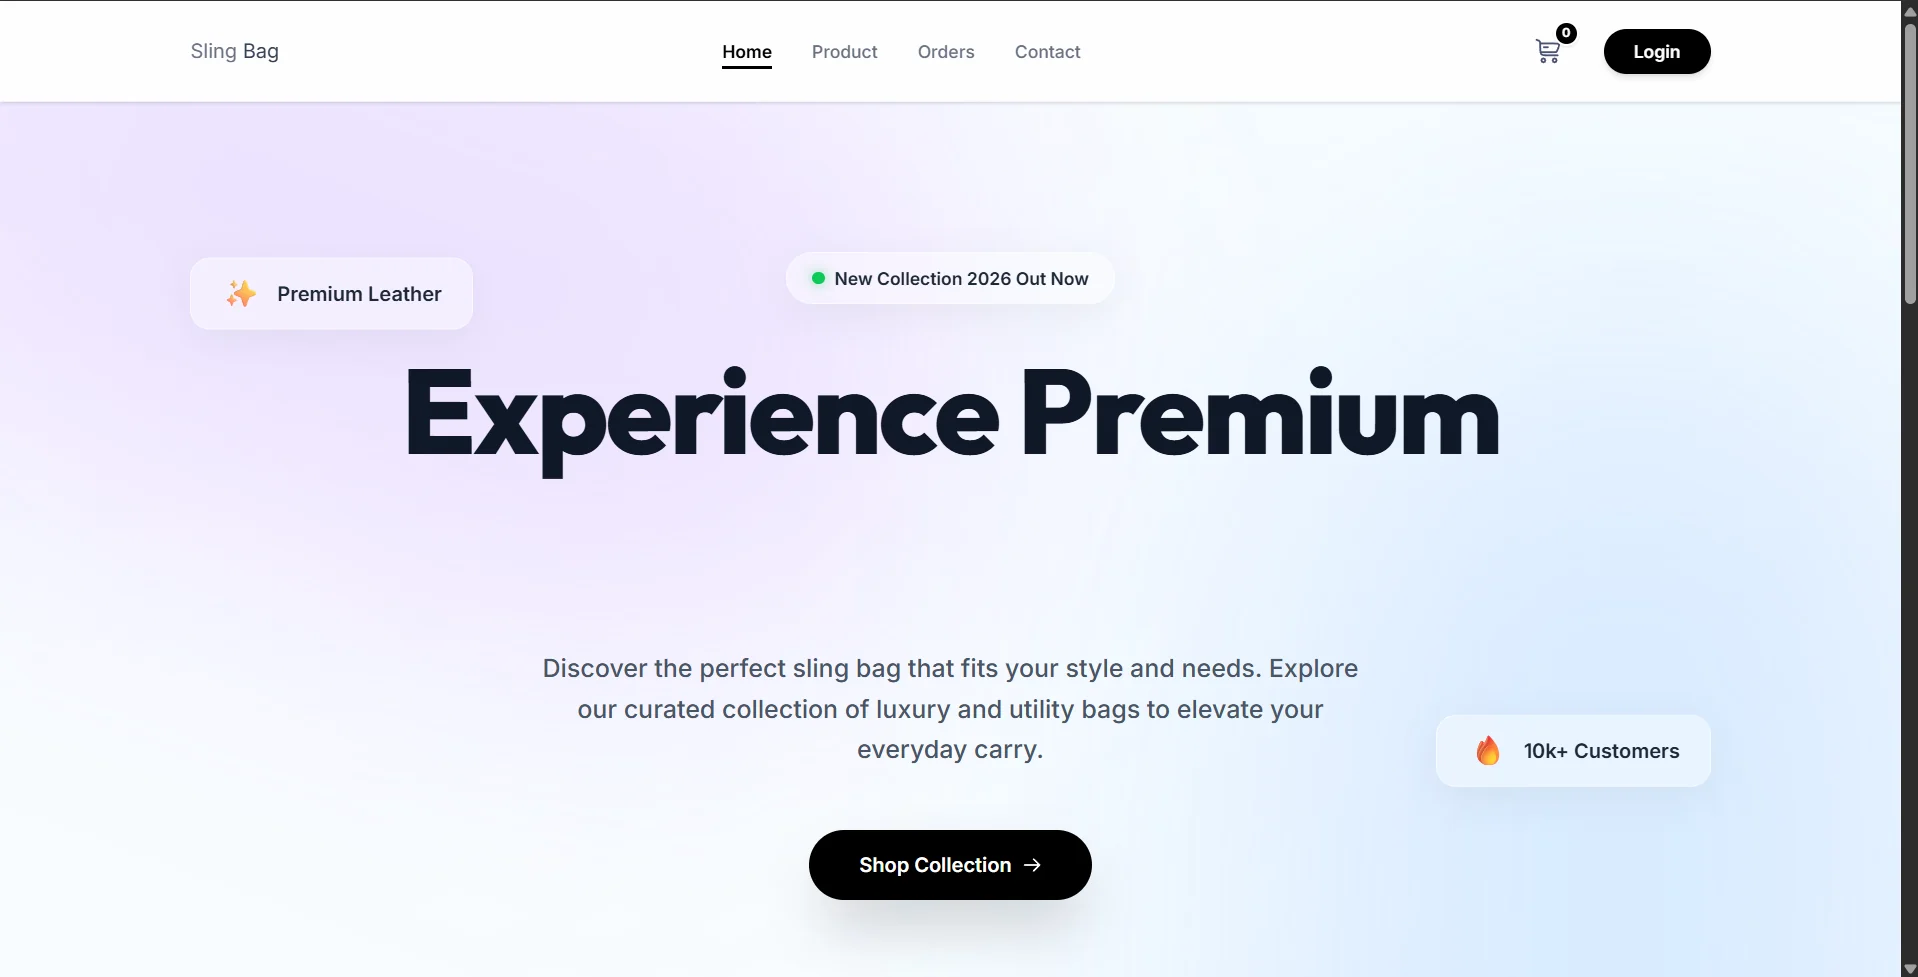 Sling Bag
Home
Product
Orders
Contact
0
Login
Premium Leather
New Collection 2026 Out Now
Experience Premium
Discover the perfect sling bag that fits your style and needs. Explore
our curated collection of luxury and utility bags to elevate your
everyday carry.
10k+ Customers
Shop Collection →